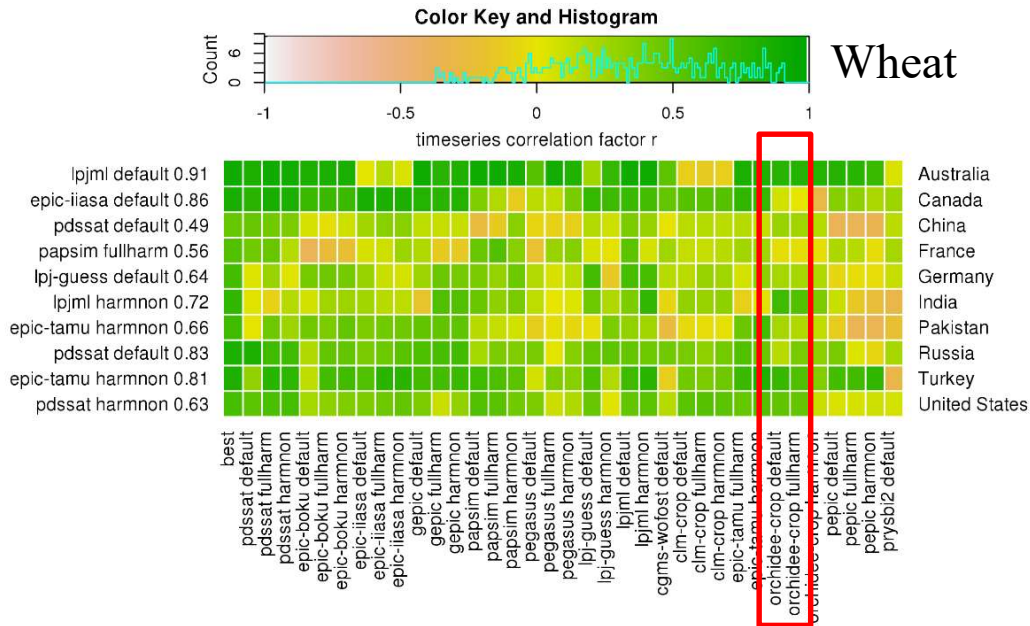 Color Key and Histogram
Wheat
Count
0
6
-1 -0.5 0 0.5 1
timeseries correlation factor r
lpjml default 0.91 Australia
epic-iiasa default 0.86 Canada
pdssat default 0.49 China
papsim fullharm 0.56 France
lpj-guess default 0.64 Germany
lpjml harmnon 0.72 India
epic-tamu harmnon 0.66 Pakistan
pdssat default 0.83 Russia
epic-tamu harmnon 0.81 Turkey
pdssat harmnon 0.63 United States
best
pdssat default
pdssat fullharm
pdssat harmnon
epic-boku default
epic-boku fullharm
epic-boku harmnon
epic-iiasa default
epic-iiasa fullharm
epic-iiasa harmnon
gepic default
gepic fullharm
gepic harmnon
papsim default
papsim fullharm
papsim harmnon
pegasus default
pegasus fullharm
pegasus harmnon
lpj-guess default
lpj-guess harmnon
lpjml default
lpjml harmnon
cgms-wofost default
clm-crop default
clm-crop fullharm
clm-crop harmnon
epic-tamu fullharm
epic-tamu harmnon
orchidee-crop default
orchidee-crop fullharm
orchidee-crop harmnon
pepic default
pepic fullharm
pepic harmnon
prysbi2 default